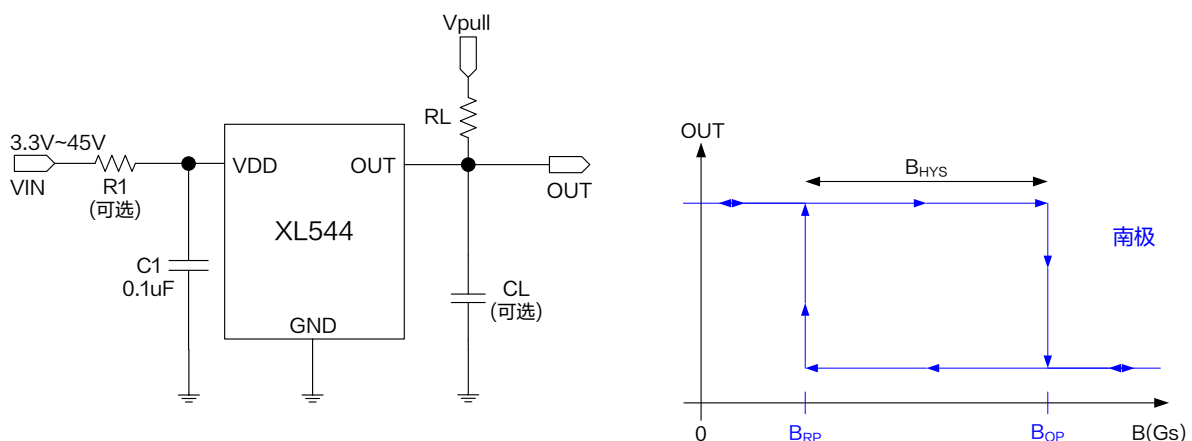 Vpull
RL
3.3V~45V
VIN
R1
(可选)
VDD
OUT
OUT
XL544
C1
0.1uF
GND
CL
(可选)
OUT
BHYS
南极
0
BRP
BOP
B(Gs)